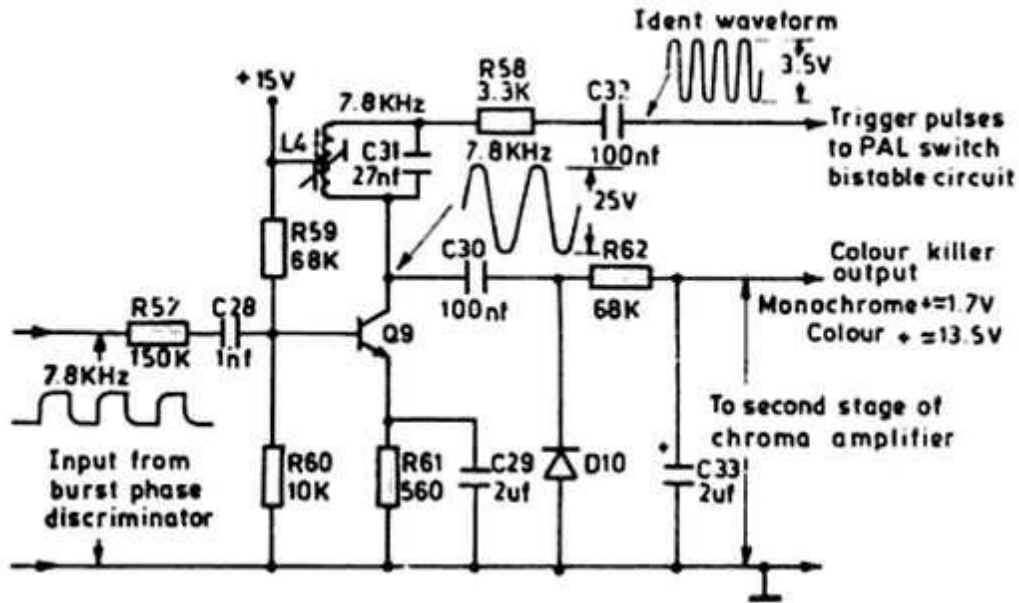 Ident waveform
3.5V
+15V
R58
3.3K
C32
100nf
7.8KHz
L4
C31
27nf
Trigger pulses
to PAL switch
bistable circuit
7.8KHz
25V
R59
68K
C30
100nf
R62
68K
Colour killer
output
Monochrome +≃1.7V
Colour + ≃13.5V
R57
150K
C28
1nf
Q9
7.8KHz
To second stage of
chroma amplifier
Input from
burst phase
discriminator
R60
10K
R61
560
C29
2uf
D10
+
C33
2uf